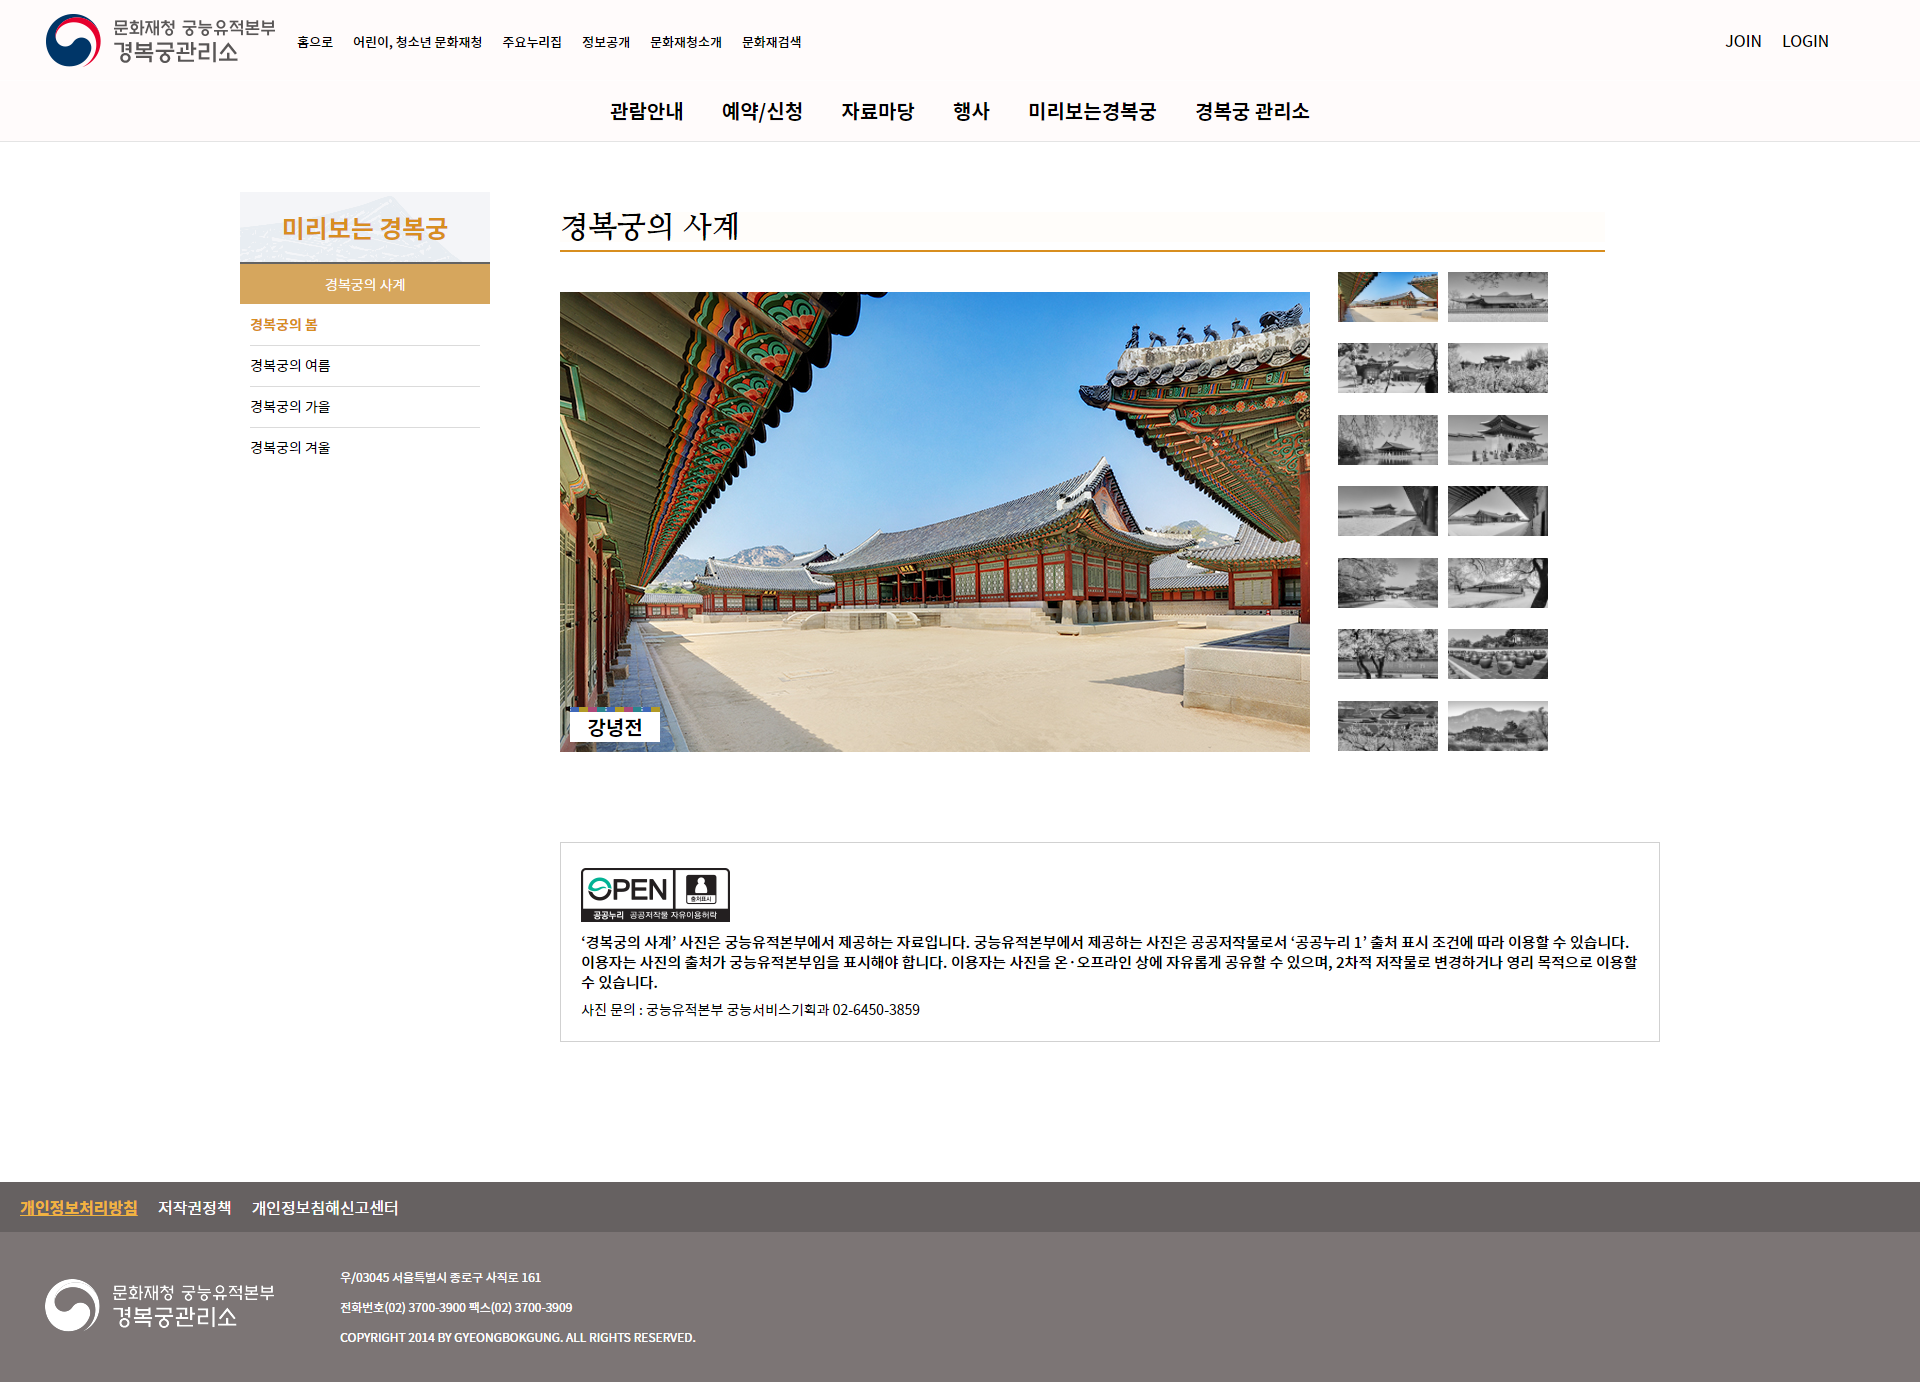 문화재청 궁능유적본부
경복궁관리소
홈으로 어린이, 청소년 문화재청 주요누리집 정보공개 문화재청소개 문화재검색
JOIN LOGIN
관람안내 예약/신청 자료마당 행사 미리보는경복궁 경복궁 관리소
미리보는 경복궁
경복궁의 사계
경복궁의 봄
경복궁의 여름
경복궁의 가을
경복궁의 겨울
경복궁의 사계
강녕전
OPEN
출처표시
공공누리 공공저작물 자유이용허락
‘경복궁의 사계’ 사진은 궁능유적본부에서 제공하는 자료입니다. 궁능유적본부에서 제공하는 사진은 공공저작물로서 ‘공공누리 1’ 출처 표시 조건에 따라 이용할 수 있습니다.
이용자는 사진의 출처가 궁능유적본부임을 표시해야 합니다. 이용자는 사진을 온·오프라인 상에 자유롭게 공유할 수 있으며, 2차적 저작물로 변경하거나 영리 목적으로 이용할
수 있습니다.
사진 문의 : 궁능유적본부 궁능서비스기획과 02-6450-3859
개인정보처리방침 저작권정책 개인정보침해신고센터
문화재청 궁능유적본부
경복궁관리소
우/03045 서울특별시 종로구 사직로 161
전화번호(02) 3700-3900 팩스(02) 3700-3909
COPYRIGHT 2014 BY GYEONGBOKGUNG. ALL RIGHTS RESERVED.